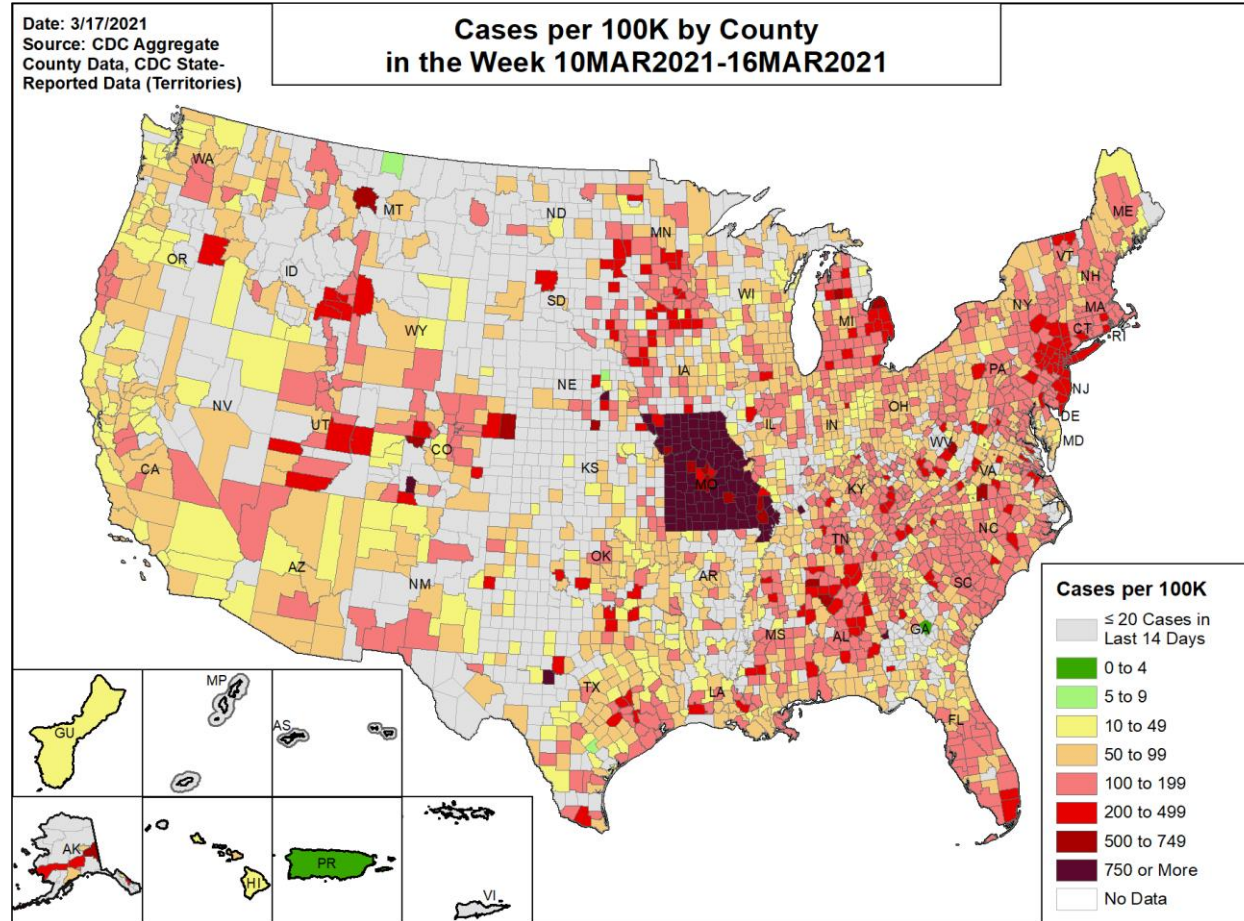 Date: 3/17/2021
Source: CDC Aggregate
County Data, CDC State-
Reported Data (Territories)
Cases per 100K by County
in the Week 10MAR2021-16MAR2021
WA
MT
ND
MN
ME
OR
ID
SD
WI
VT
NH
NY
MA
WY
MI
CT
RI
IA
PA
NE
NJ
NV
OH
DE
UT
IL
IN
MD
CO
WV
CA
KS
MO
VA
KY
NC
TN
OK
AZ
NM
AR
SC
MS
AL
GA
TX
LA
FL
MP
GU
AS
AK
HI
PR
VI
Cases per 100K
≤ 20 Cases in
Last 14 Days
0 to 4
5 to 9
10 to 49
50 to 99
100 to 199
200 to 499
500 to 749
750 or More
No Data